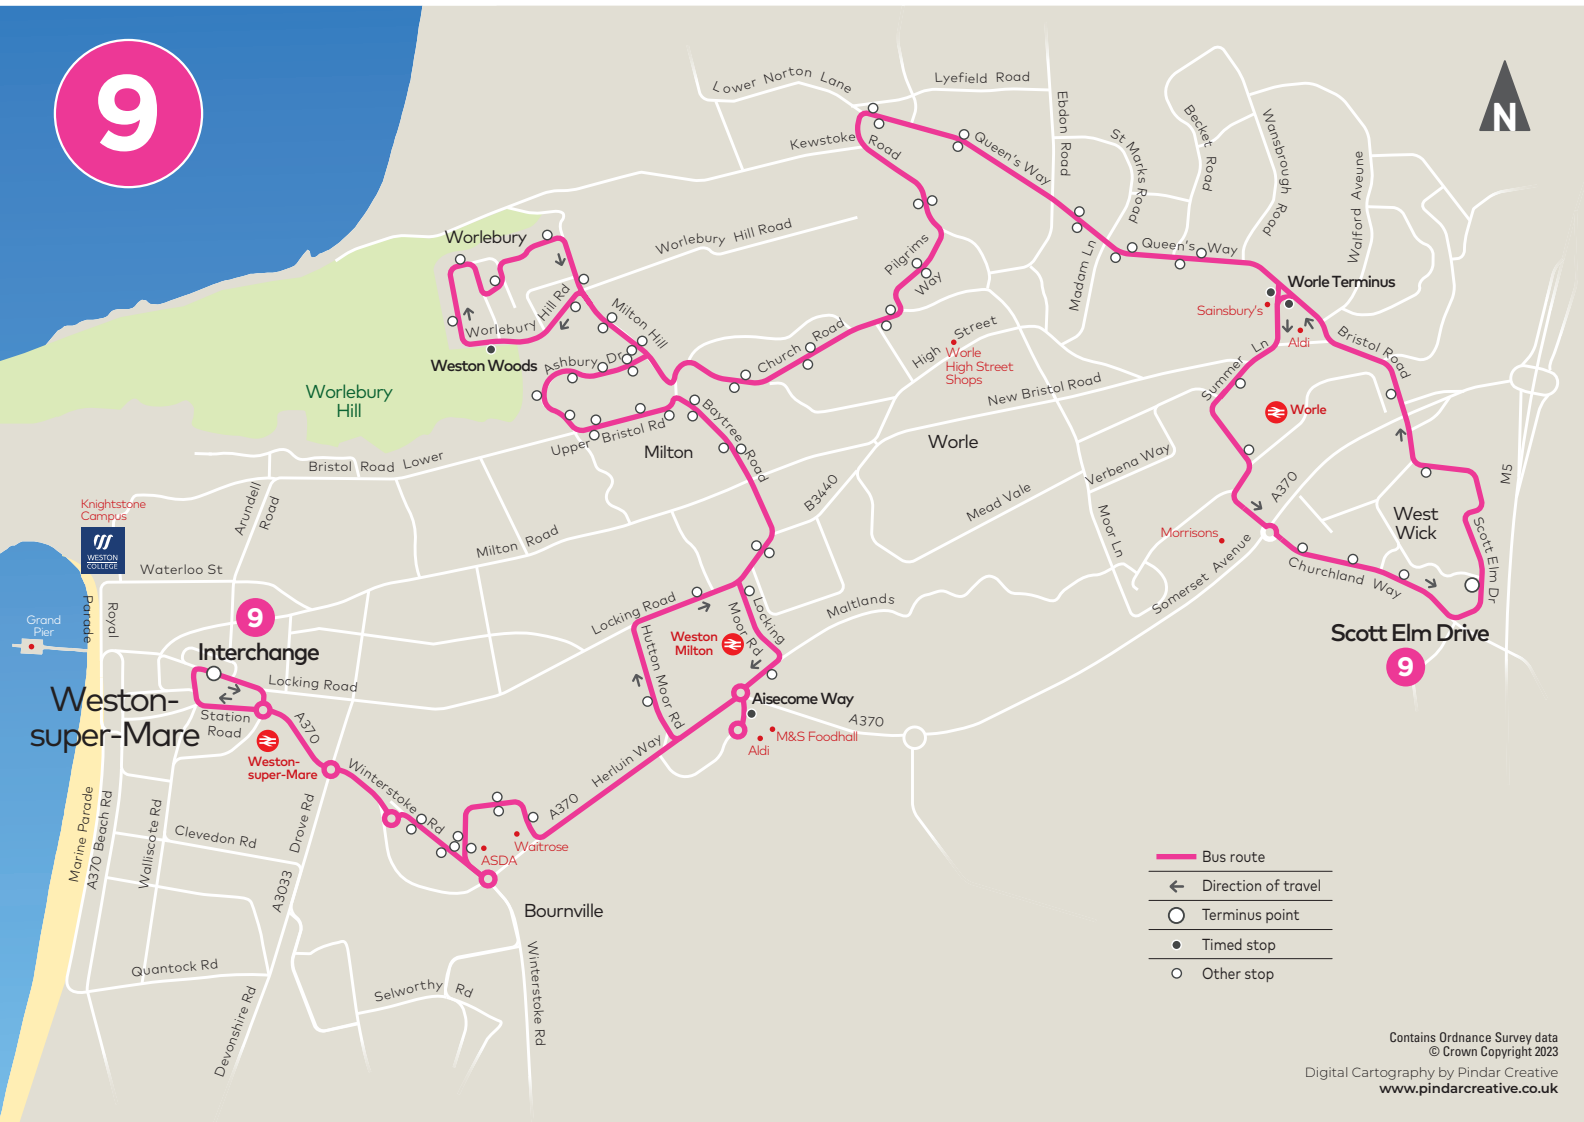 9
N
Lower Norton Lane
Lyefield Road
Kewstoke Road
Queen's Way
Ebdon Road
St Marks Road
Becket Road
Wansbrough Road
Walford Aveune
Worlebury
Worlebury Hill Road
Pilgrims Way
Madam Ln
Queen's Way
Worle Terminus
Sainsbury's
Aldi
Bristol Road
Worlebury Hill Rd
Milton Hill
Weston Woods
Ashbury Dr
Church Road
High Street
Worle
High Street
Shops
Summer Ln
Worlebury
Hill
New Bristol Road
Worle
Baytree Road
Upper Bristol Rd
Milton
Worle
Bristol Road Lower
Verbena Way
M5
Arundell Road
B3440
Mead Vale
A370
Knightstone
Campus
WESTON
COLLEGE
Moor Ln
Morrisons
West
Wick
Scott Elm Dr
Milton Road
Waterloo St
Somerset Avenue
Churchland Way
Royal Parade
Grand
Pier
9
Locking Road
Locking Moor Rd
Maltlands
Weston
Milton
Hutton Moor Rd
Scott Elm Drive
9
Interchange
Locking Road
Weston-
super-Mare
Station
Road
A370
Aisecome Way
A370
M&S Foodhall
Aldi
Weston-
super-Mare
Herluin Way
A370
Winterstoke Rd
Marine Parade
A370 Beach Rd
Walliscote Rd
Clevedon Rd
Drove Rd
A3033
Waitrose
ASDA
Bournville
Winterstoke Rd
Quantock Rd
Selworthy Rd
Devonshire Rd
Bus route
Direction of travel
Terminus point
Timed stop
Other stop
Contains Ordnance Survey data
© Crown Copyright 2023
Digital Cartography by Pindar Creative
www.pindarcreative.co.uk